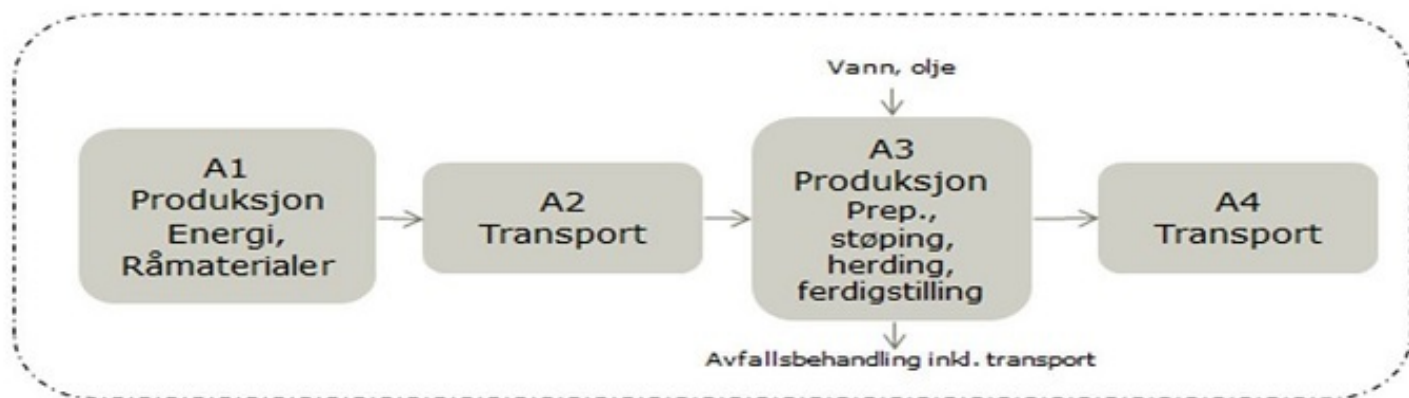 Vann, olje
A1
Produksjon
Energi,
Råmaterialer
A2
Transport
A3
Produksjon
Prep.,
støping,
herding,
ferdigstilling
A4
Transport
Avfallsbehandling inkl. transport